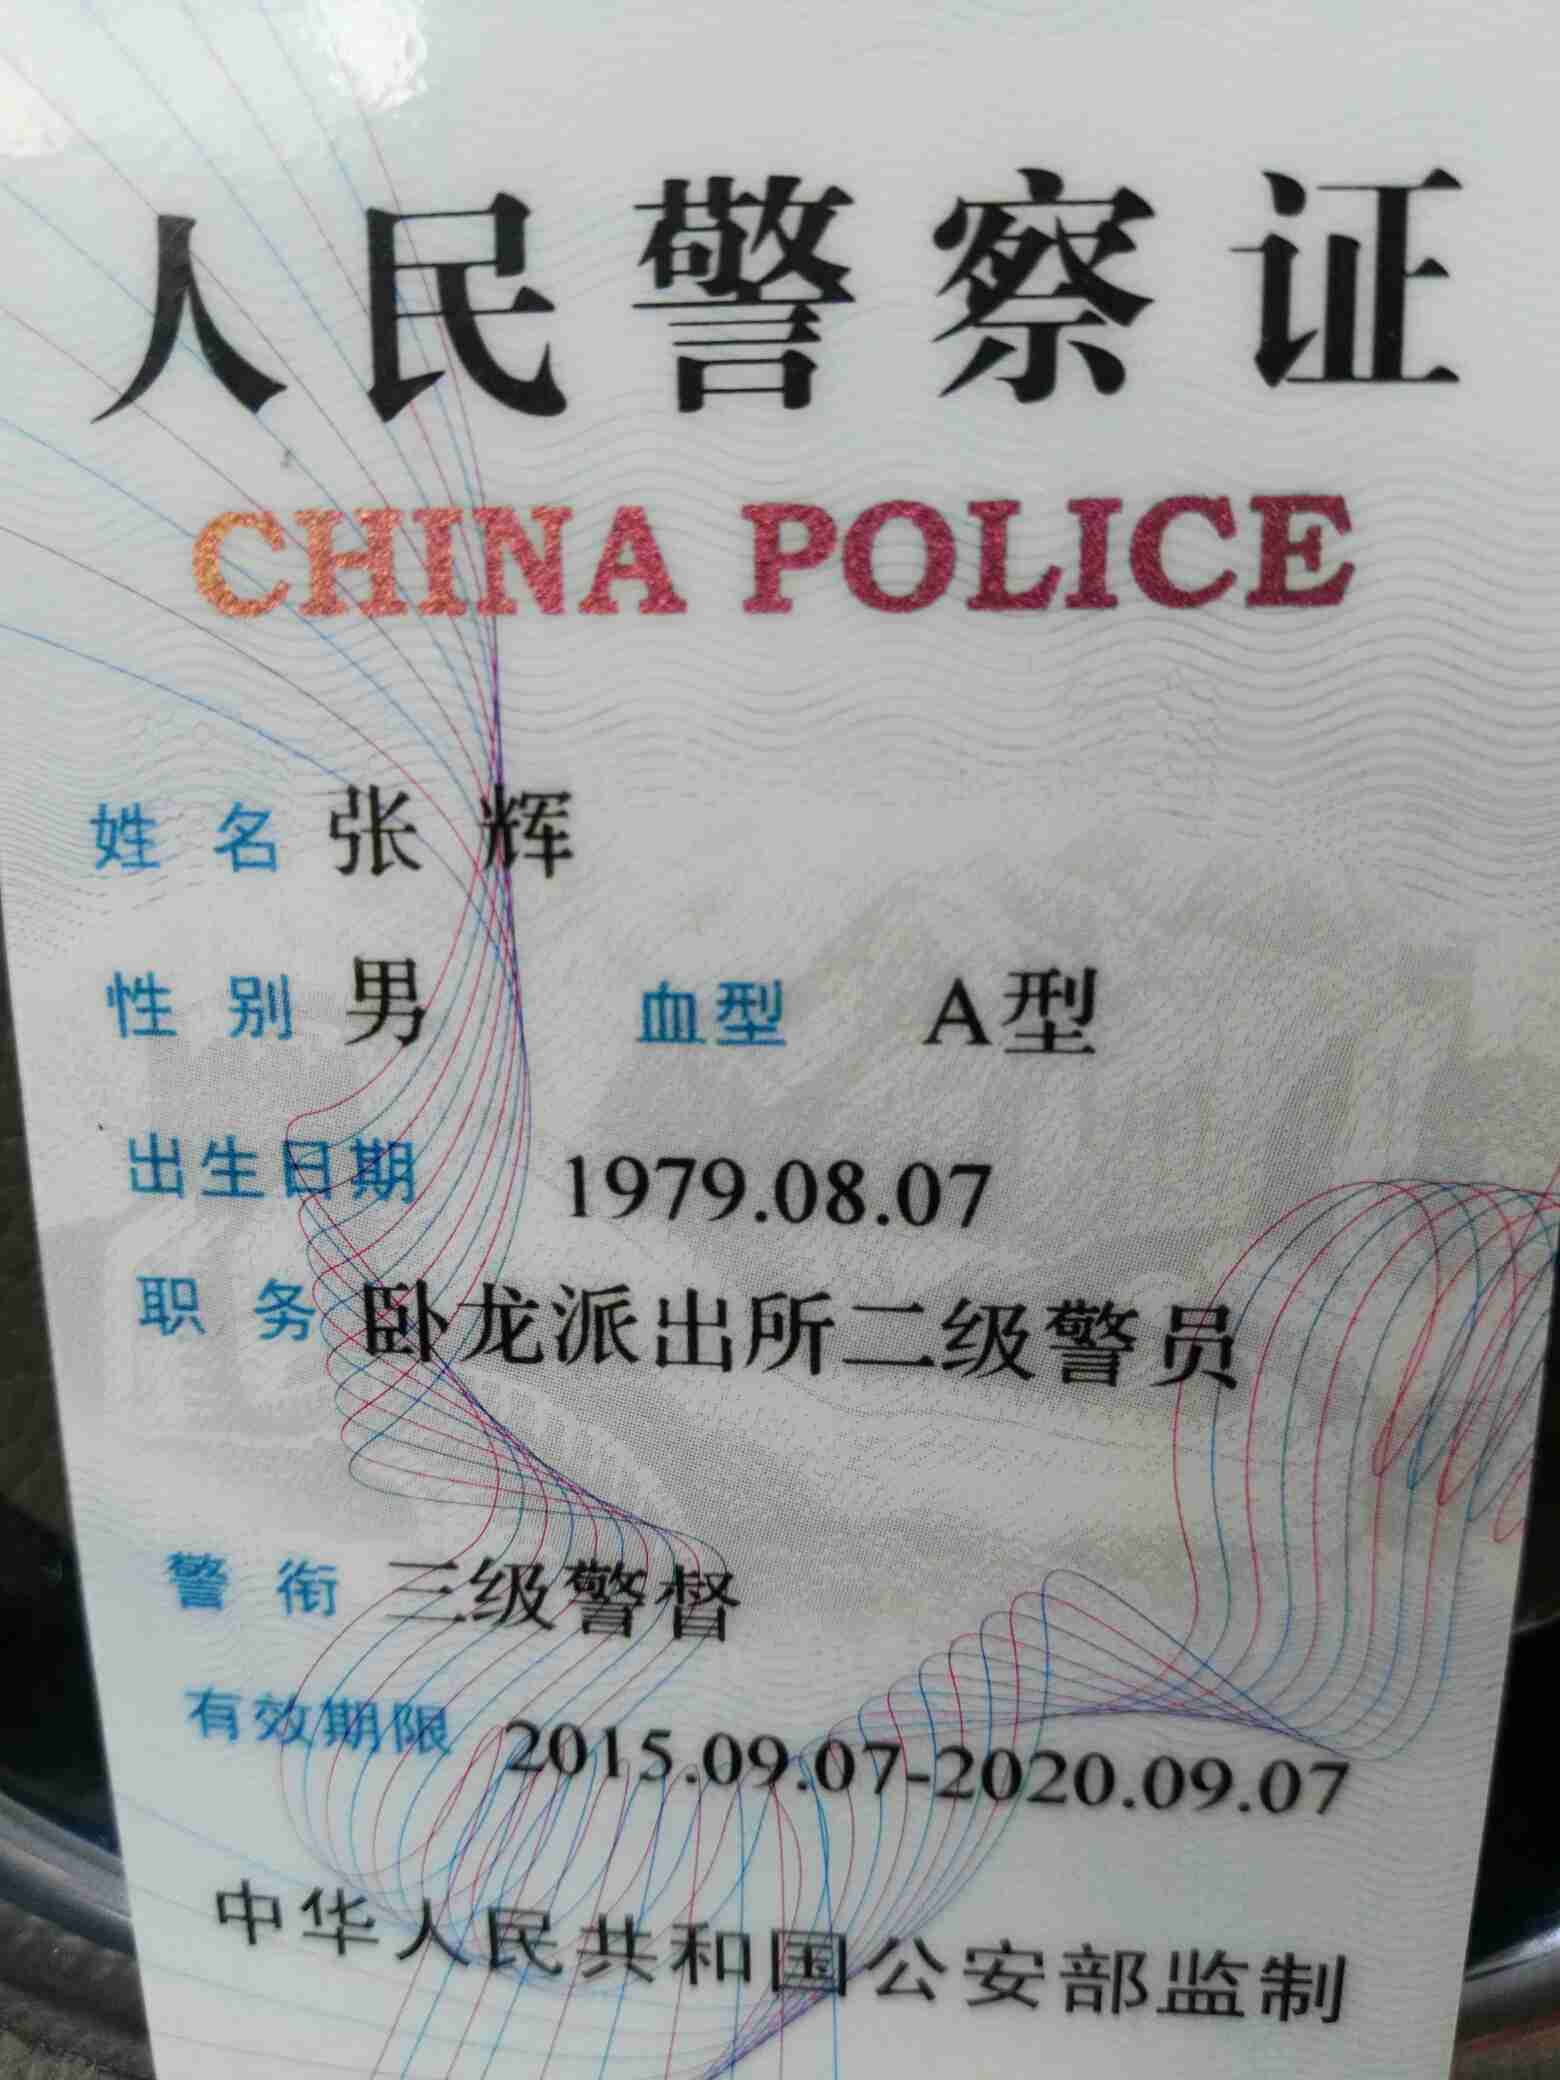 人民警察证
CHINA POLICE
姓名 张辉
性别 男 血型 A型
出生日期 1979.08.07
职务 卧龙派出所二级警员
警衔 三级警督
有效期限 2015.09.07-2020.09.07
中华人民共和国公安部监制